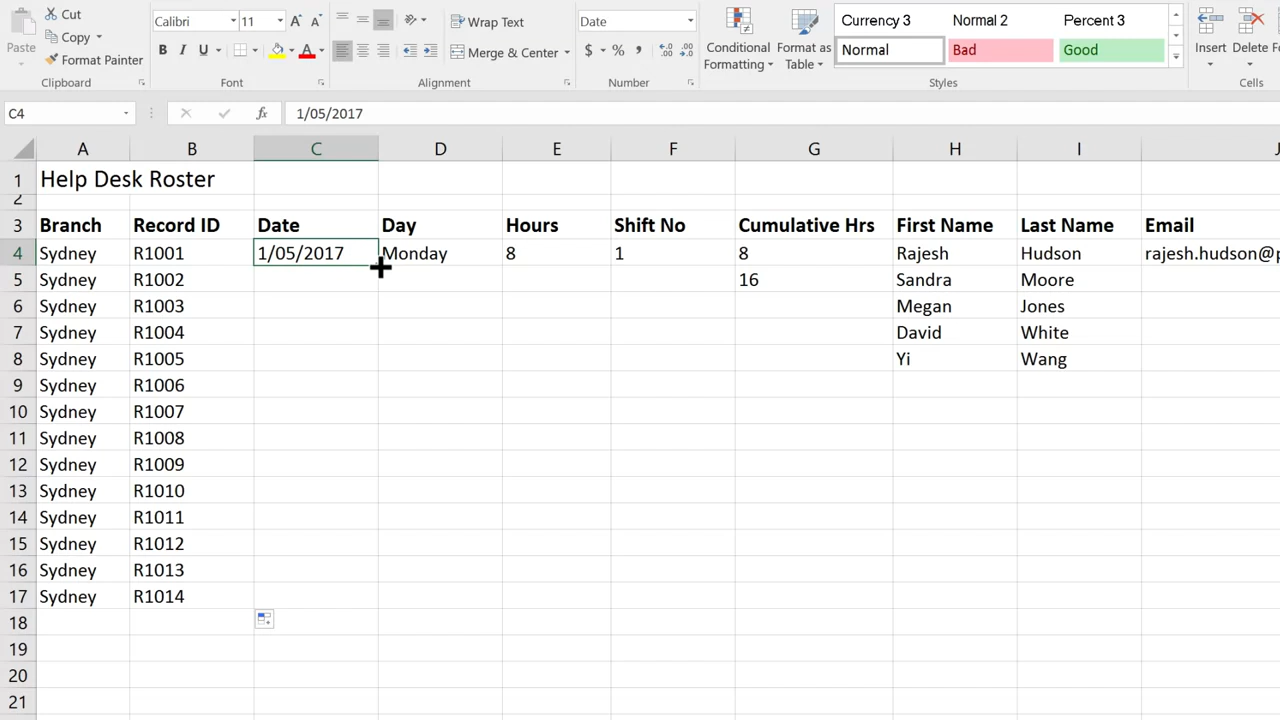 Cut
Copy
Format Painter
Paste
Clipboard
Calibri
11
A A
B I U A
Font
Wrap Text
Merge & Center
Alignment
Date
$ % ,
Number
Conditional Formatting
Format as Table
Currency 3 Normal 2 Percent 3
Normal Bad Good
Styles
Insert Delete
Cells
C4 fx 1/05/2017
A B C D E F G H I J
1 Help Desk Roster
2
3 Branch Record ID Date Day Hours Shift No Cumulative Hrs First Name Last Name Email
4 Sydney R1001 1/05/2017 Monday 8 1 8 Rajesh Hudson rajesh.hudson@p
5 Sydney R1002 16 Sandra Moore
6 Sydney R1003 Megan Jones
7 Sydney R1004 David White
8 Sydney R1005 Yi Wang
9 Sydney R1006
10 Sydney R1007
11 Sydney R1008
12 Sydney R1009
13 Sydney R1010
14 Sydney R1011
15 Sydney R1012
16 Sydney R1013
17 Sydney R1014
18
19
20
21